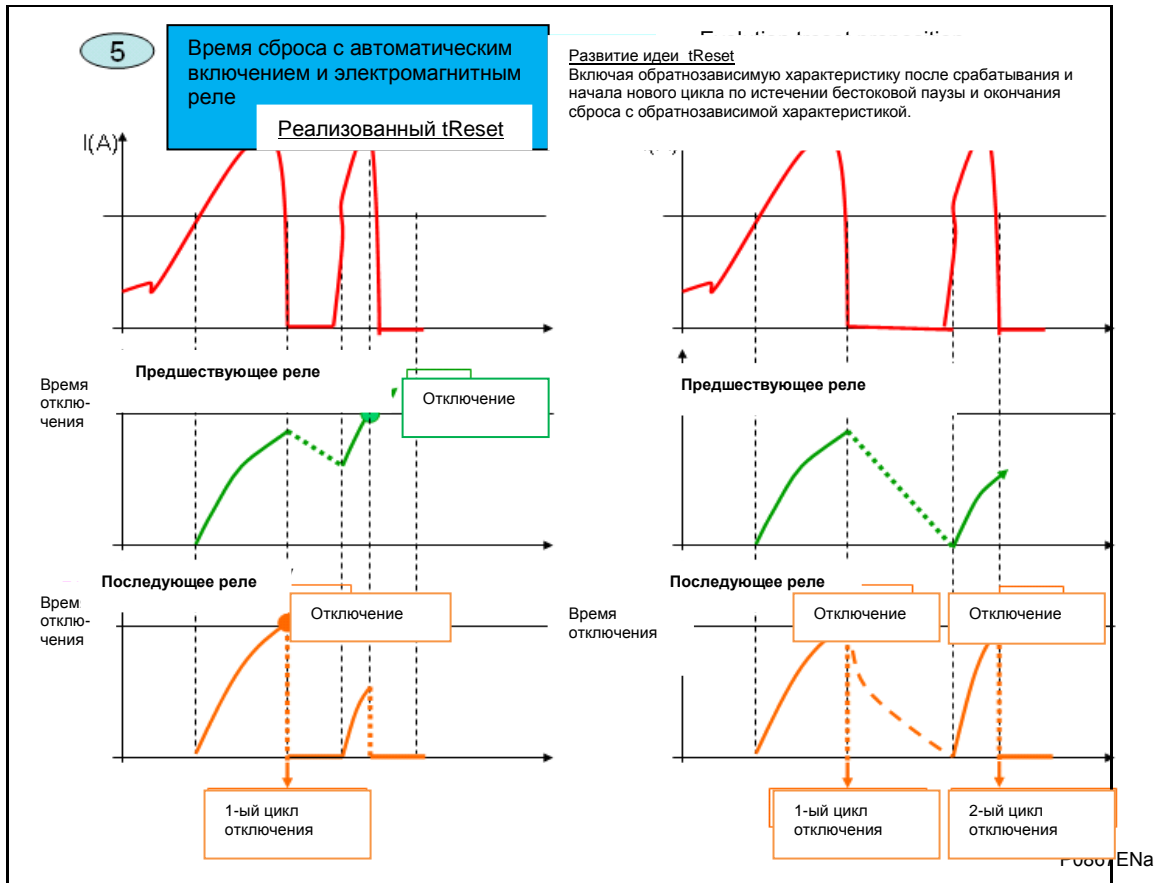 5
Время сброса с автоматическим
включением и электромагнитным
реле
Реализованный tReset
Развитие идеи tReset
Включая обратнозависимую характеристику после срабатывания и
начала нового цикла по истечении бестоковой паузы и окончания
сброса с обратнозависимой характеристикой.
I(A)
Предшествующее реле
Время
отклю-
чения
Отключение
Предшествующее реле
Последующее реле
Врем
отклю-
чения
Отключение
1-ый цикл
отключения
Последующее реле
Время
отключения
Отключение
Отключение
1-ый цикл
отключения
2-ый цикл
отключения
P0867ENa